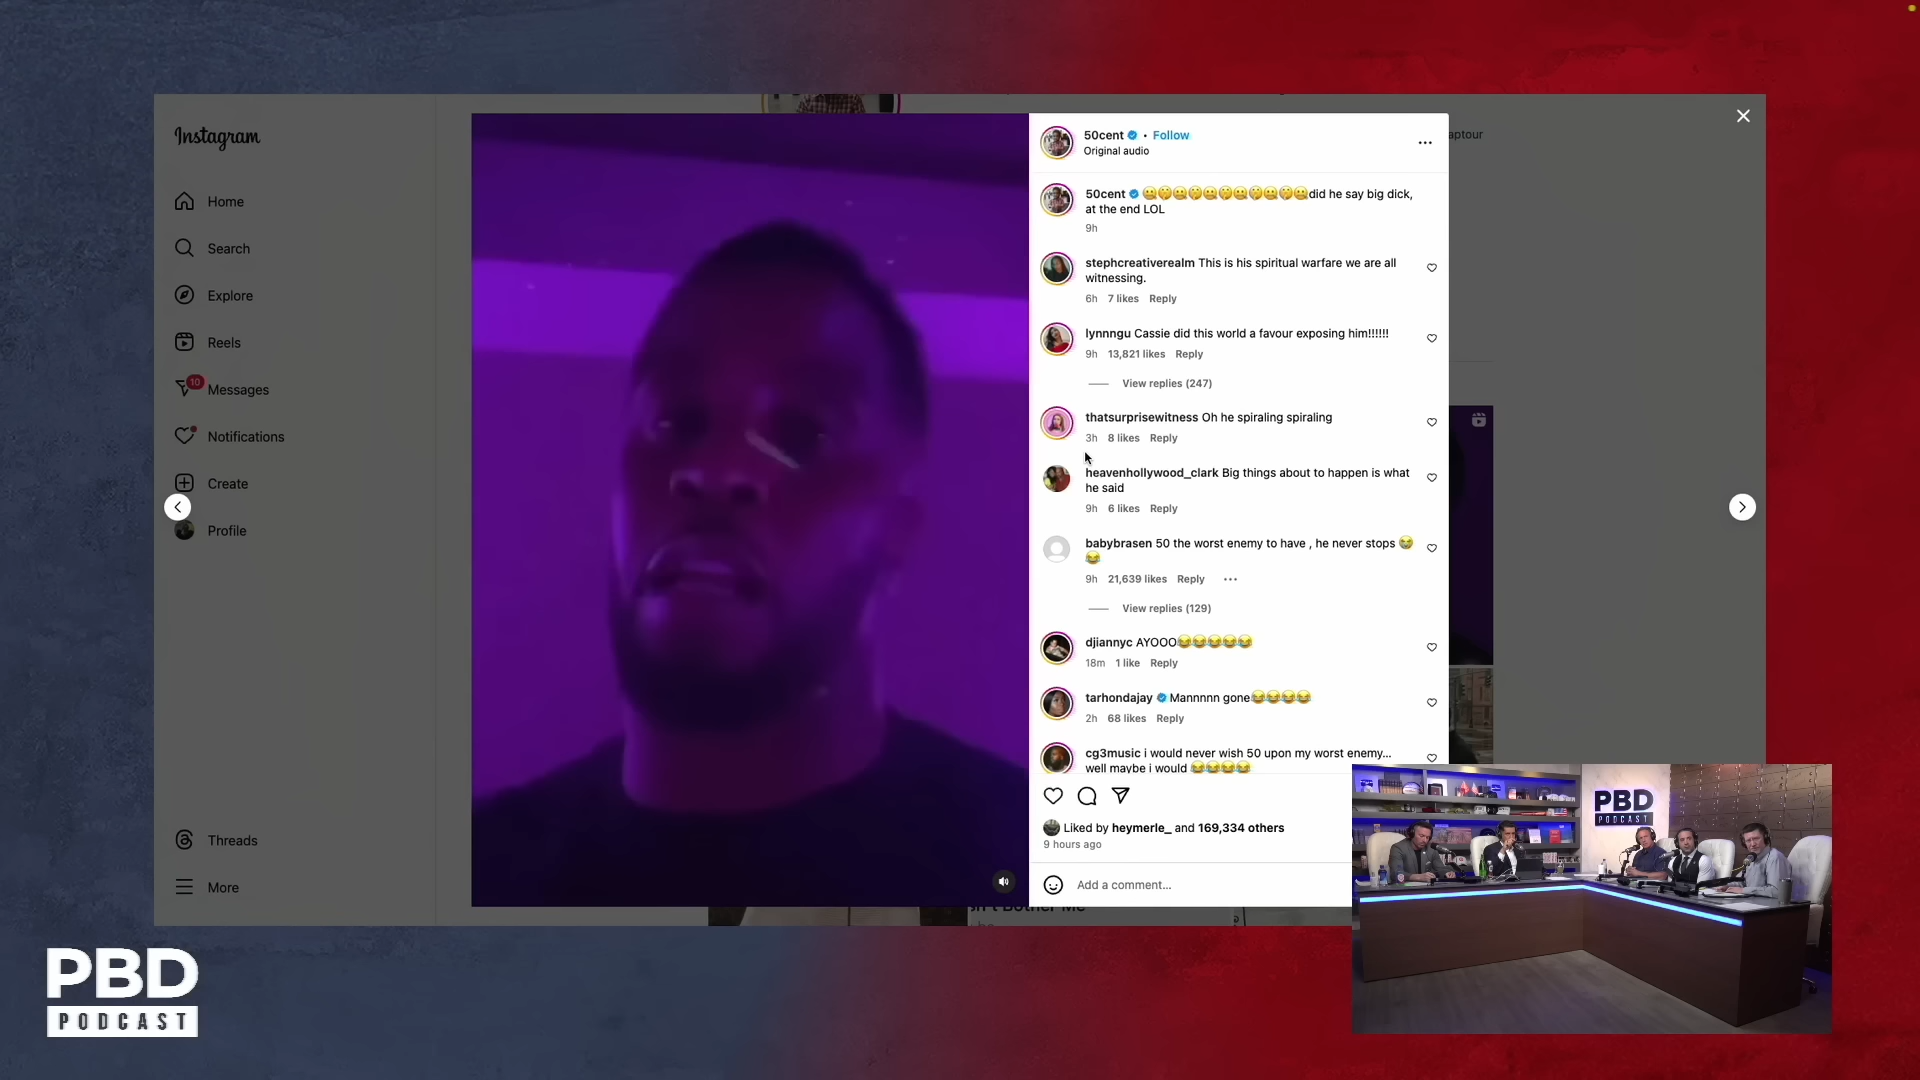 Instagram
Home
Search
Explore
Reels
10
Messages
Notifications
Create
Profile
Threads
More
aptour
50cent • Follow
Original audio
50cent 🤐🤫🤐🤫🤐🤫🤐🤫🤐🤫🤐did he say big dick,
at the end LOL
9h
stephcreativerealm This is his spiritual warfare we are all
witnessing.
6h 7 likes Reply
lynnngu Cassie did this world a favour exposing him!!!!!!
9h 13,821 likes Reply
View replies (247)
thatsurprisewitness Oh he spiraling spiraling
3h 8 likes Reply
heavenhollywood_clark Big things about to happen is what
he said
9h 6 likes Reply
babybrasen 50 the worst enemy to have , he never stops 😭
😂
9h 21,639 likes Reply ...
View replies (129)
djiannyc AYOOO😂😂😂😂😂
18m 1 like Reply
tarhondajay Mannnnn gone😂😂😂😂
2h 68 likes Reply
cg3music i would never wish 50 upon my worst enemy...
well maybe i would 😂😂😂😂
Liked by heymerle_ and 169,334 others
9 hours ago
Add a comment...
PBD
PODCAST
PBD
PODCAST